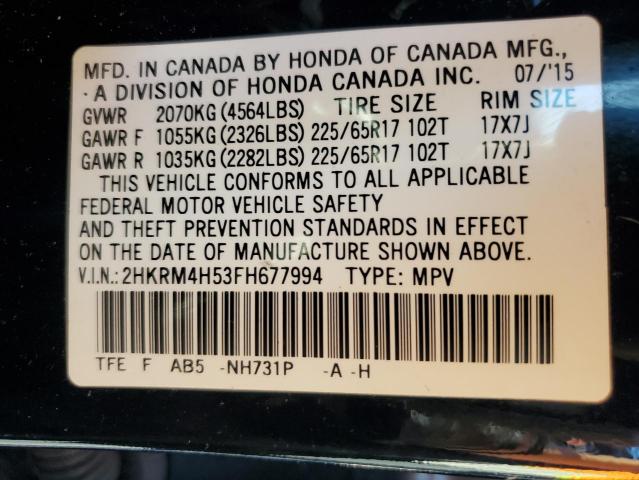 MFD. IN CANADA BY HONDA OF CANADA MFG.,
·A DIVISION OF HONDA CANADA INC. 07/'15
GVWR 2070KG(4564LBS) TIRE SIZE RIM SIZE
GAWR F 1055KG(2326LBS) 225/65R17 102T 17X7J
GAWR R 1035KG(2282LBS) 225/65R17 102T 17X7J
THIS VEHICLE CONFORMS TO ALL APPLICABLE
FEDERAL MOTOR VEHICLE SAFETY
AND THEFT PREVENTION STANDARDS IN EFFECT
ON THE DATE OF MANUFACTURE SHOWN ABOVE.
V.I.N.:2HKRM4H53FH677994 TYPE: MPV
TFE F AB5 -NH731P -A -H